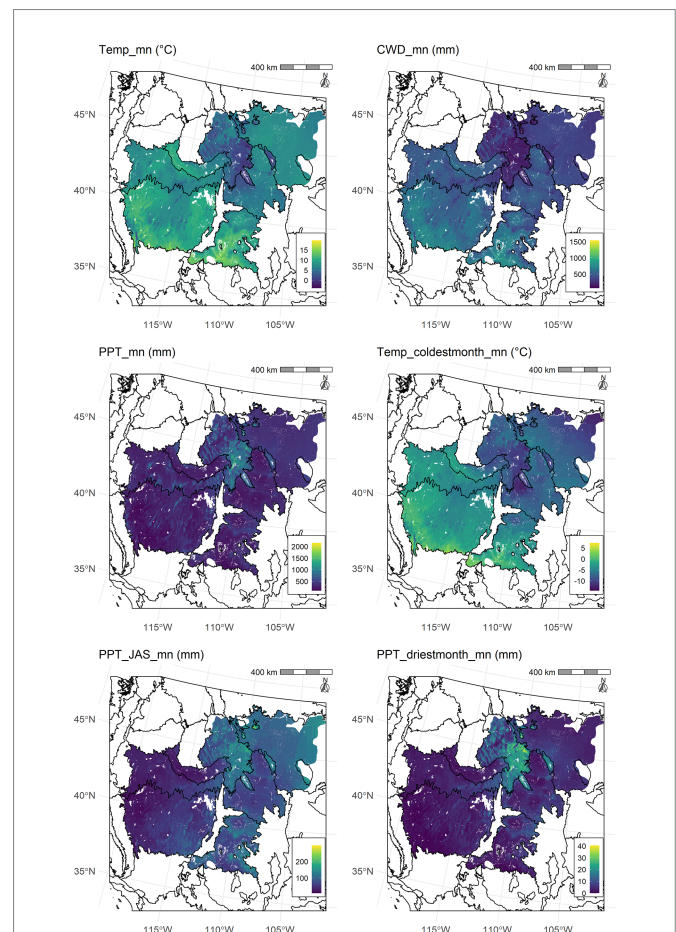 Temp_mn (°C)
CWD_mn (mm)
400 km
N
400 km
N
45°N
45°N
40°N
40°N
35°N
35°N
15
10
5
0
1500
1000
500
115°W 110°W 105°W
115°W 110°W 105°W
PPT_mn (mm)
Temp_coldestmonth_mn (°C)
400 km
N
400 km
N
45°N
45°N
40°N
40°N
35°N
35°N
2000
1500
1000
500
5
0
-5
-10
115°W 110°W 105°W
115°W 110°W 105°W
PPT_JAS_mn (mm)
PPT_driestmonth_mn (mm)
400 km
N
400 km
N
45°N
45°N
40°N
40°N
35°N
35°N
200
100
40
30
20
10
0
115°W 110°W 105°W
115°W 110°W 105°W